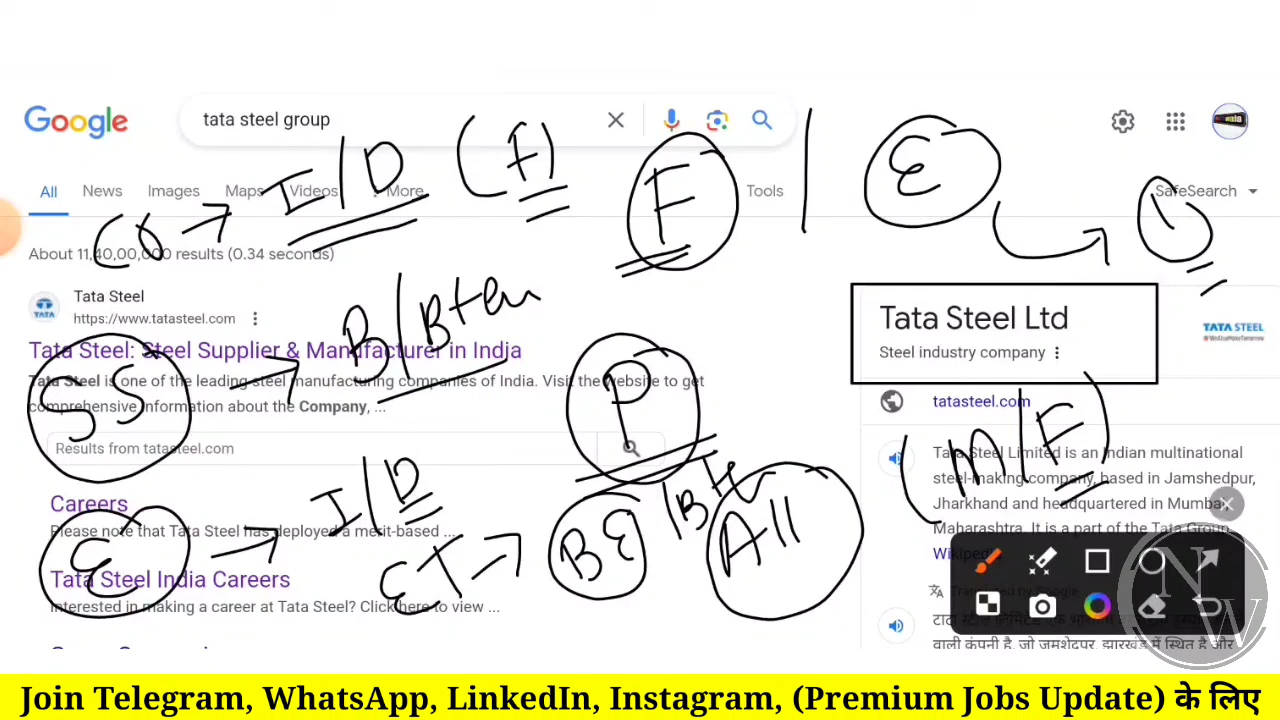 Google
tata steel group
All News Images Maps Videos More Tools SafeSearch
I/D (F) F E
About 11,40,00,000 results (0.34 seconds)
Tata Steel
https://www.tatasteel.com
B/Btech
Tata Steel: Steel Supplier & Manufacturer in India
Tata Steel is one of the leading steel manufacturing companies of India. Visit the website to get
comprehensive information about the Company, ...
SS
P
Results from tatasteel.com
Careers
Please note that Tata Steel has deployed a merit-based ...
E I/D
ET BE All
Tata Steel India Careers
Interested in making a career at Tata Steel? Click here to view ...
Tata Steel Ltd
Steel industry company
TATA STEEL
tatasteel.com
(M/F)
Tata Steel Limited is an Indian multinational
steel-making company, based in Jamshedpur,
Jharkhand and headquartered in Mumbai,
Maharashtra. It is a part of the Tata Group.
Wikipedia
टाटा स्टील
वाली कंपनी है, जो जमशेदपुर, झारखंड में स्थित है और
NW
Join Telegram, WhatsApp, LinkedIn, Instagram, (Premium Jobs Update) के लिए